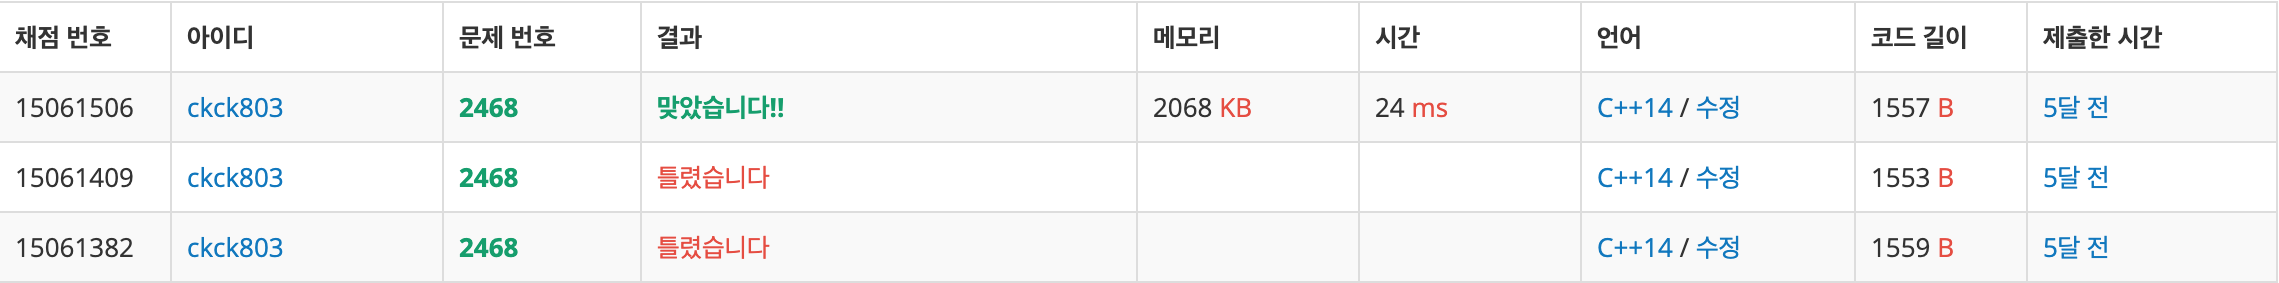 채점 번호 아이디 문제 번호 결과 메모리 시간 언어 코드 길이 제출한 시간
15061506 ckck803 2468 맞았습니다!! 2068 KB 24 ms C++14 / 수정 1557 B 5달 전
15061409 ckck803 2468 틀렸습니다 C++14 / 수정 1553 B 5달 전
15061382 ckck803 2468 틀렸습니다 C++14 / 수정 1559 B 5달 전